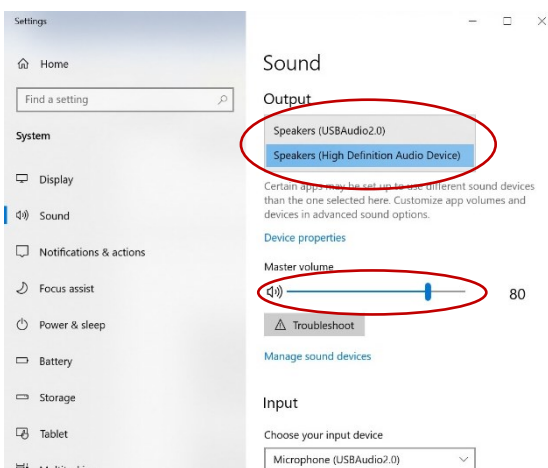 Settings
Home
Find a setting
System
Display
Sound
Notifications & actions
Focus assist
Power & sleep
Battery
Storage
Tablet
Sound
Output
Speakers (USBAudio2.0)
Speakers (High Definition Audio Device)
Certain apps may be set up to use different sound devices
than the one selected here. Customize app volumes and
devices in advanced sound options.
Device properties
Master volume
80
Troubleshoot
Manage sound devices
Input
Choose your input device
Microphone (USBAudio2.0)